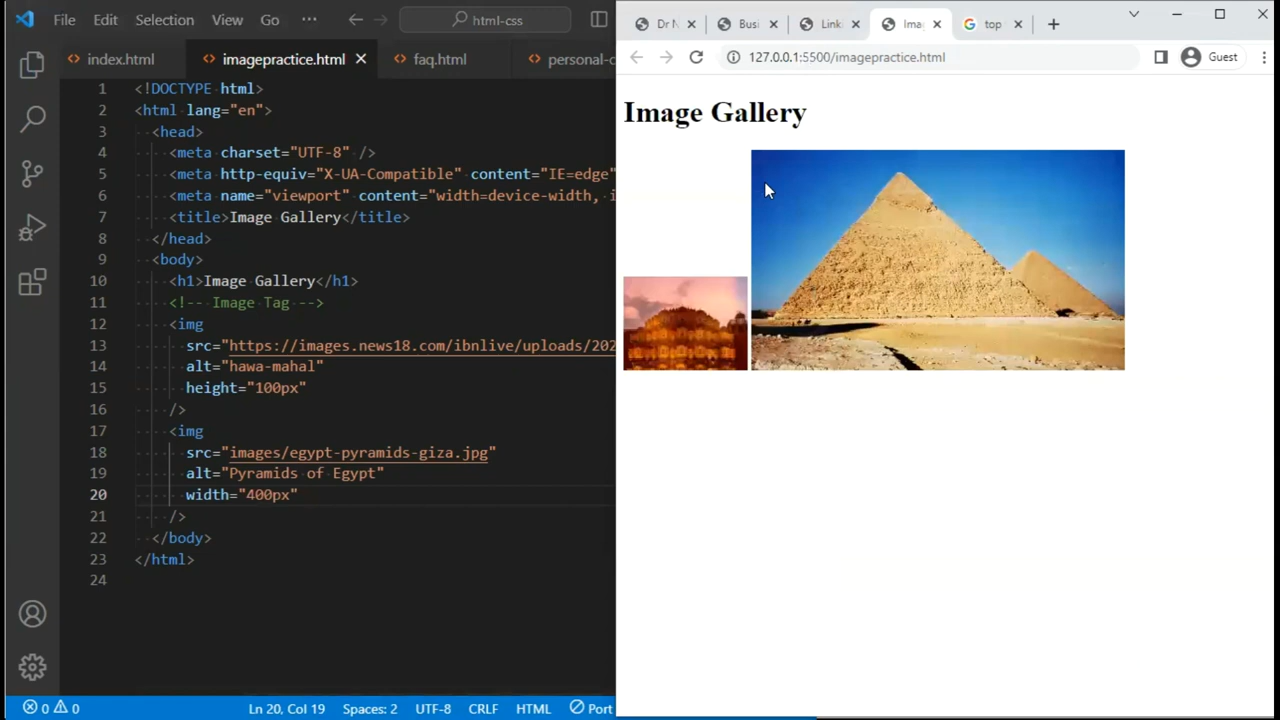 File Edit Selection View Go ··· html-css
index.html imagepractice.html faq.html personal-c
1 <!DOCTYPE html>
2 <html lang="en">
3 <head>
4 <meta charset="UTF-8" />
5 <meta http-equiv="X-UA-Compatible" content="IE=edge"
6 <meta name="viewport" content="width=device-width, i
7 <title>Image Gallery</title>
8 </head>
9 <body>
10 <h1>Image Gallery</h1>
11 <!-- Image Tag -->
12 <img
13 src="https://images.news18.com/ibnlive/uploads/202
14 alt="hawa-mahal"
15 height="100px"
16 />
17 <img
18 src="images/egypt-pyramids-giza.jpg"
19 alt="Pyramids of Egypt"
20 width="400px"
21 />
22 </body>
23 </html>
24
0 0 Ln 20, Col 19 Spaces: 2 UTF-8 CRLF HTML Port
Dr N Busi Link Ima top
127.0.0.1:5500/imagepractice.html Guest
Image Gallery